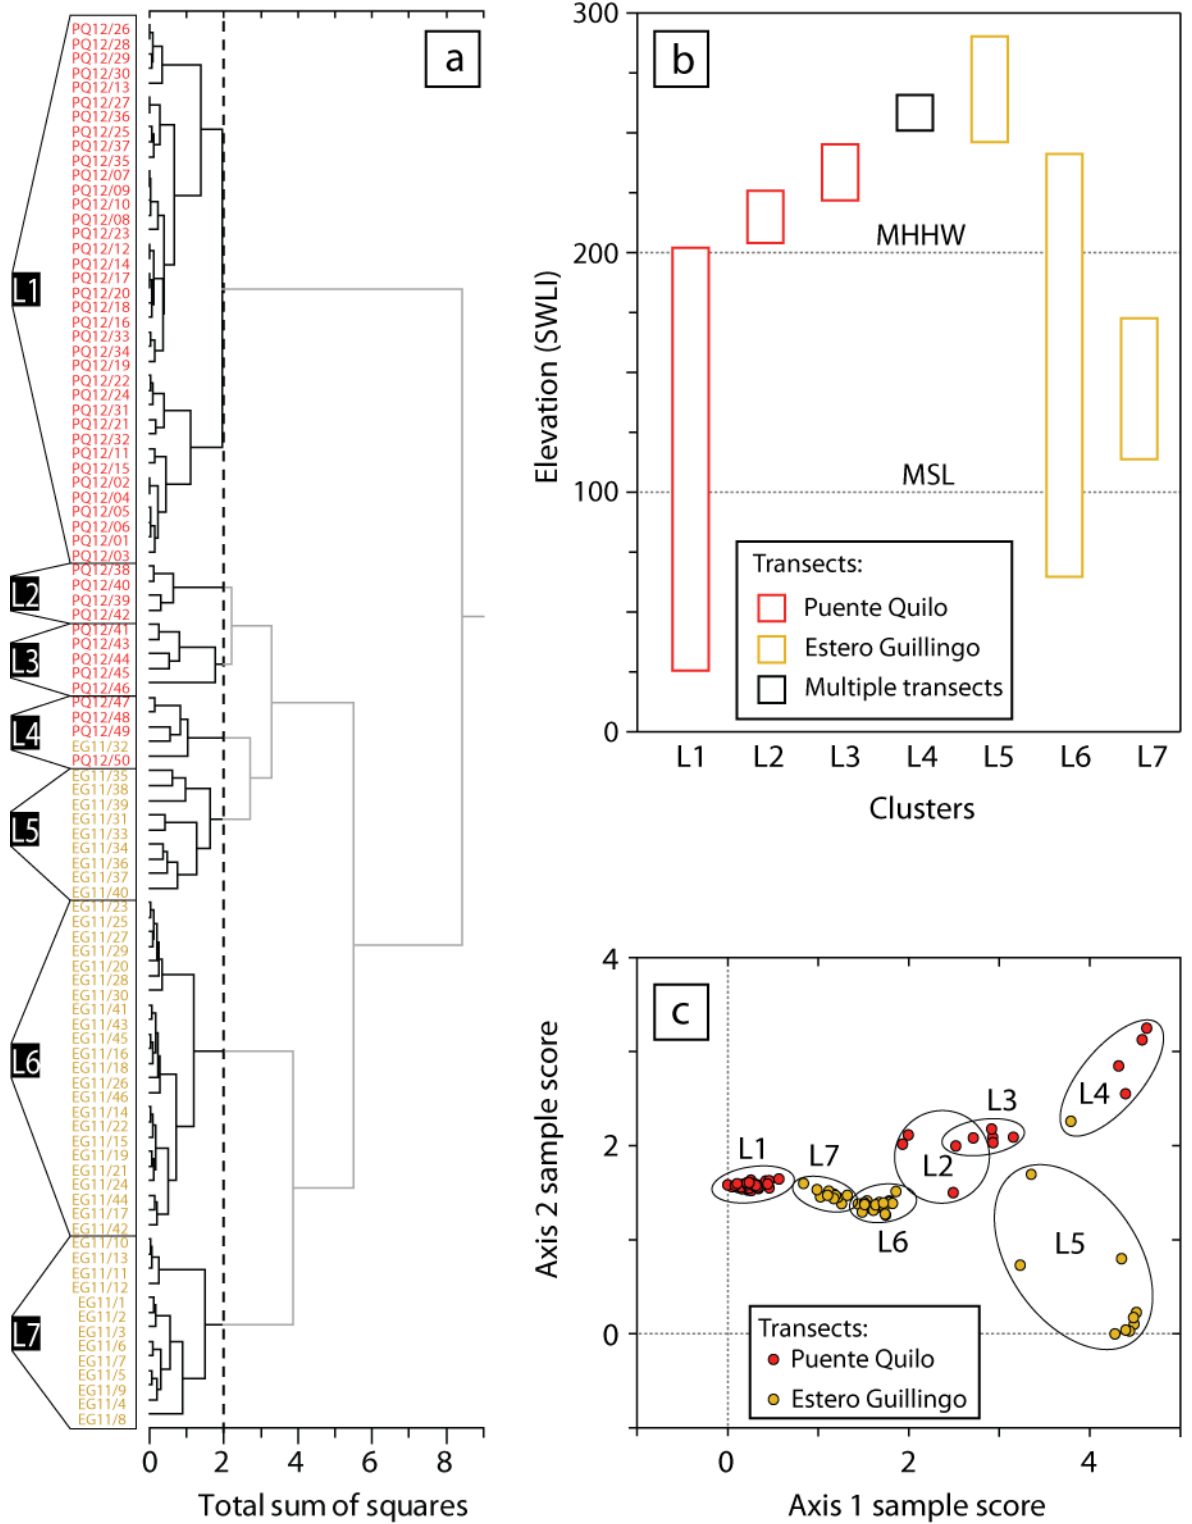 a
PQ12/26
PQ12/28
PQ12/29
PQ12/30
PQ12/13
PQ12/27
PQ12/36
PQ12/25
PQ12/37
PQ12/35
PQ12/07
PQ12/09
PQ12/10
PQ12/08
PQ12/23
PQ12/12
PQ12/14
PQ12/17
PQ12/20
PQ12/18
PQ12/16
PQ12/33
PQ12/34
PQ12/19
PQ12/22
PQ12/24
PQ12/31
PQ12/21
PQ12/32
PQ12/11
PQ12/15
PQ12/02
PQ12/04
PQ12/05
PQ12/06
PQ12/01
PQ12/03
L1
PQ12/38
PQ12/40
PQ12/39
PQ12/42
L2
PQ12/41
PQ12/43
PQ12/44
PQ12/45
PQ12/46
L3
PQ12/47
PQ12/48
PQ12/49
EG11/32
PQ12/50
L4
EG11/35
EG11/38
EG11/39
EG11/31
EG11/33
EG11/34
EG11/36
EG11/37
EG11/40
L5
EG11/23
EG11/25
EG11/27
EG11/29
EG11/20
EG11/28
EG11/30
EG11/41
EG11/43
EG11/45
EG11/16
EG11/18
EG11/26
EG11/46
EG11/14
EG11/22
EG11/15
EG11/19
EG11/21
EG11/24
EG11/44
EG11/17
EG11/42
L6
EG11/10
EG11/13
EG11/11
EG11/12
EG11/1
EG11/2
EG11/3
EG11/6
EG11/7
EG11/5
EG11/9
EG11/4
EG11/8
L7
0 2 4 6 8
Total sum of squares
b
300
200
100
0
Elevation (SWLI)
MHHW
MSL
Transects:
Puente Quilo
Estero Guillingo
Multiple transects
L1 L2 L3 L4 L5 L6 L7
Clusters
c
4
2
0
Axis 2 sample score
L1
L7
L6
L2
L3
L4
L5
Transects:
Puente Quilo
Estero Guillingo
0 2 4
Axis 1 sample score